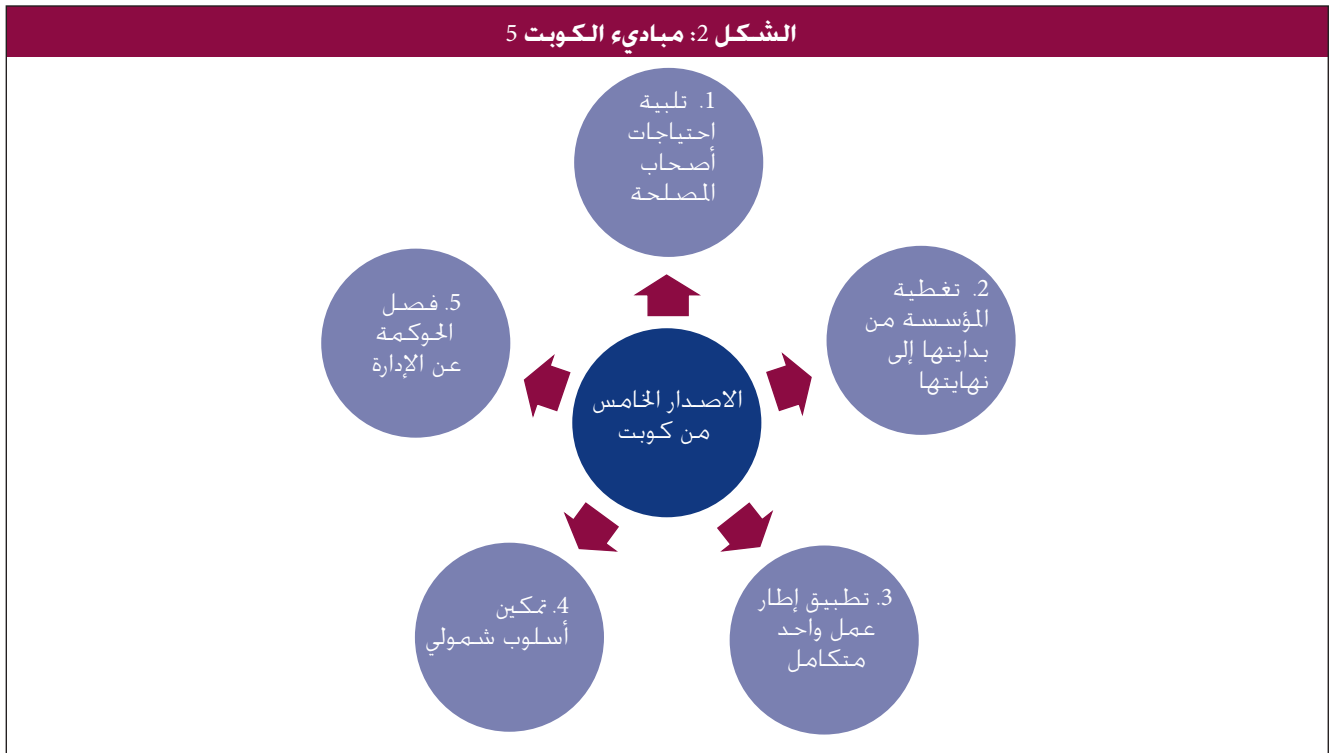 الشكل 2: مباديء الكوبت 5
1. تلبية
احتياجات
أصحاب
المصلحة
2. تغطية
المؤسسة من
بدايتها إلى
نهايتها
3. تطبيق إطار
عمل واحد
متكامل
4. تمكين
أسلوب شمولي
5. فصل
الحوكمة
عن الإدارة
الاصدار الخامس
من كوبت